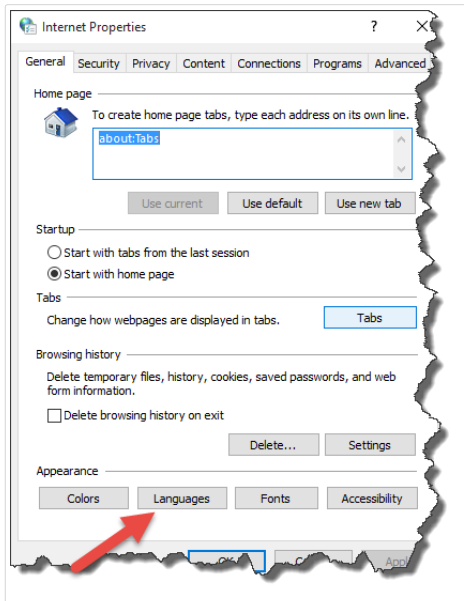 Internet Properties ? ×
General Security Privacy Content Connections Programs Advanced
Home page
To create home page tabs, type each address on its own line.
about:Tabs
Use current Use default Use new tab
Startup
Start with tabs from the last session
Start with home page
Tabs
Change how webpages are displayed in tabs. Tabs
Browsing history
Delete temporary files, history, cookies, saved passwords, and web
form information.
Delete browsing history on exit
Delete... Settings
Appearance
Colors Languages Fonts Accessibility